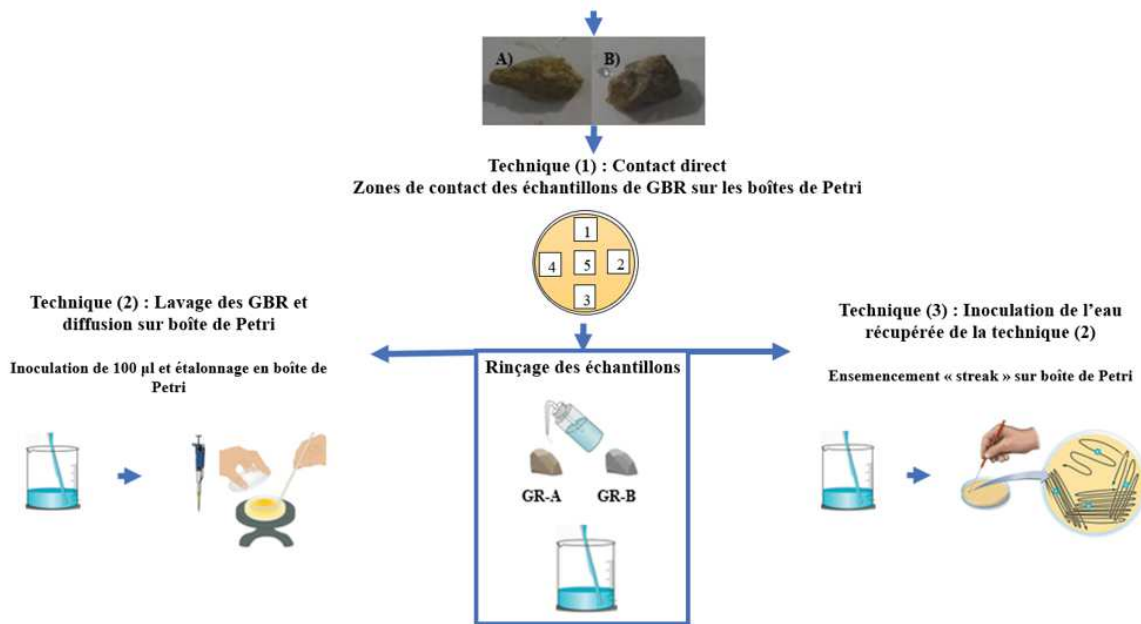 A) B)
Technique (1) : Contact direct
Zones de contact des échantillons de GBR sur les boîtes de Petri
1
4 5 2
3
Technique (2) : Lavage des GBR et
diffusion sur boîte de Petri
Inoculation de 100 µl et étalonnage en boîte de
Petri
Rinçage des échantillons
GR-A GR-B
Technique (3) : Inoculation de l’eau
récupérée de la technique (2)
Ensemencement « streak » sur boîte de Petri